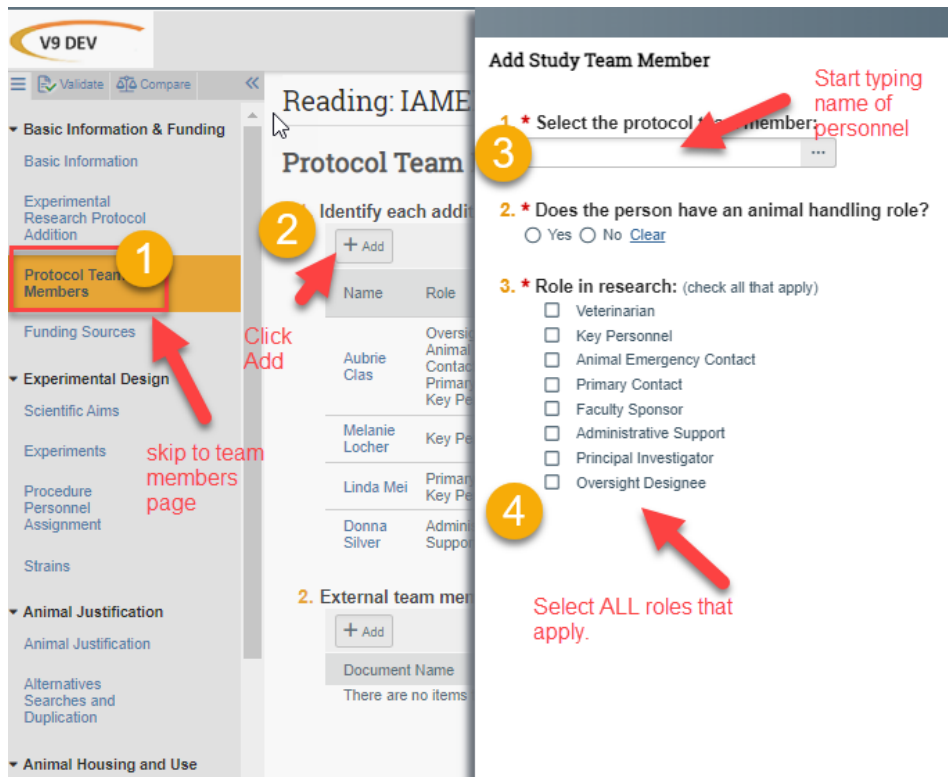 V9 DEV
Validate Compare
Basic Information & Funding
Basic Information
Experimental
Research Protocol
Addition
Protocol Team
Members
1
Funding Sources
Experimental Design
Scientific Aims
Experiments
Procedure
Personnel
Assignment
Strains
Animal Justification
Animal Justification
Alternatives
Searches and
Duplication
Animal Housing and Use
skip to team
members
page
Reading: IAME
Protocol Team
Identify each addit
2
+ Add
Click
Add
Name Role
Aubrie
Clas
Oversig
Animal
Contac
Primar
Key Pe
Melanie
Locher
Key Pe
Linda Mei
Primar
Key Pe
Donna
Silver
Admini
Suppor
2. External team mem
+ Add
Document Name
There are no items
Add Study Team Member
Start typing
name of
personnel
1. * Select the protocol member:
3
...
2. * Does the person have an animal handling role?
Yes No Clear
3. * Role in research: (check all that apply)
Veterinarian
Key Personnel
Animal Emergency Contact
Primary Contact
Faculty Sponsor
Administrative Support
Principal Investigator
Oversight Designee
4
Select ALL roles that
apply.